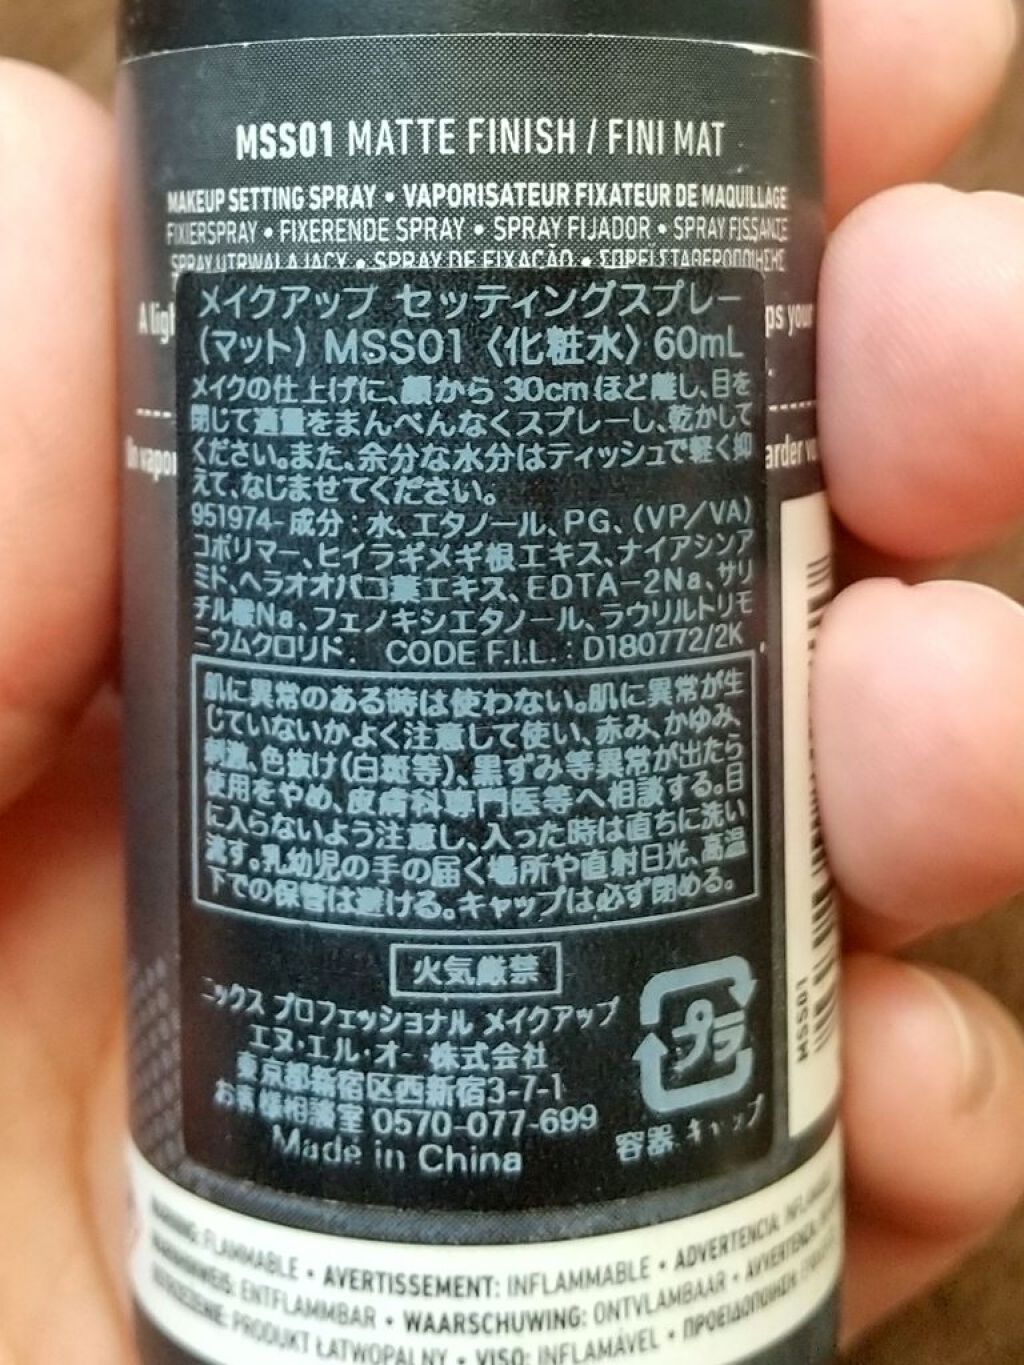 MSS01 MATTE FINISH / FINI MAT
MAKEUP SETTING SPRAY • VAPORISATEUR FIXATEUR DE MAQUILLAGE
FIXIERSPRAY • FIXERENDE SPRAY • SPRAY FIJADOR • SPRAY FISSANTE
SPRAY UTRWALAJĄCY • SPRAY DE FIXAÇÃO •
A ligh
ps your
メイクアップ セッティングスプレー
(マット) MSS01 〈化粧水〉 60mL
メイクの仕上げに、顔から 30cmほど離し、目を
閉じて適量をまんべんなくスプレーし、乾かして
ください。また、余分な水分はティッシュで軽く抑
えて、なじませてください。
951974-成分:水、エタノール、PG、(VP/VA)
コポリマー、ヒイラギメギ根エキス、ナイアシンア
ミド、ヘラオオバコ葉エキス、EDTA-2Na、サリ
チル酸Na、フェノキシエタノール、ラウリルトリモ
ニウムクロリド. CODE F.I.L. : D180772/2K
肌に異常のある時は使わない。肌に異常が生
じていないかよく注意して使い、赤み、かゆみ、
刺激、色抜け(白斑等)、黒ずみ等異常が出たら
使用をやめ、皮膚科専門医等へ相談する。目
に入らないよう注意し、入った時は直ちに洗い
流す。乳幼児の手の届く場所や直射日光、高温
下での保管は避ける。キャップは必ず閉める。
火気厳禁
ニックス プロフェッショナル メイクアップ
エヌ・エル・オー 株式会社
東京都新宿区西新宿3-7-1
お客様相談室 0570-077-699
Made in China
プラ
容器 キャップ
MSS01
WARNING: FLAMMABLE • AVERTISSEMENT: INFLAMMABLE • ADVERTENCIA:
ENTFLAMMBAR • WAARSCHUWING: ONTVLAMBAAR •
PRODUKT ŁATWOPALNY • VISO: INFLAMÁVEL •